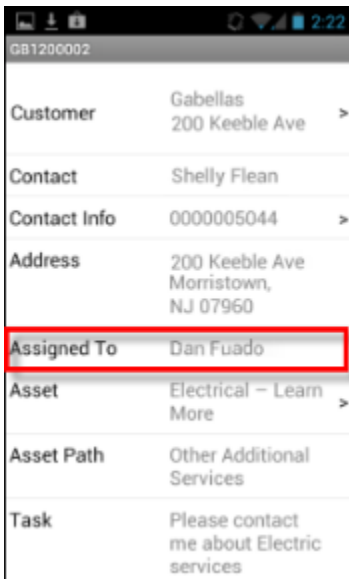 2:22
GB1200002
Customer Gabellas
200 Keeble Ave >
Contact Shelly Flean
Contact Info 0000005044 >
Address 200 Keeble Ave
Morristown,
NJ 07960
Assigned To Dan Fuado
Asset Electrical – Learn
More >
Asset Path Other Additional
Services
Task Please contact
me about Electric
services